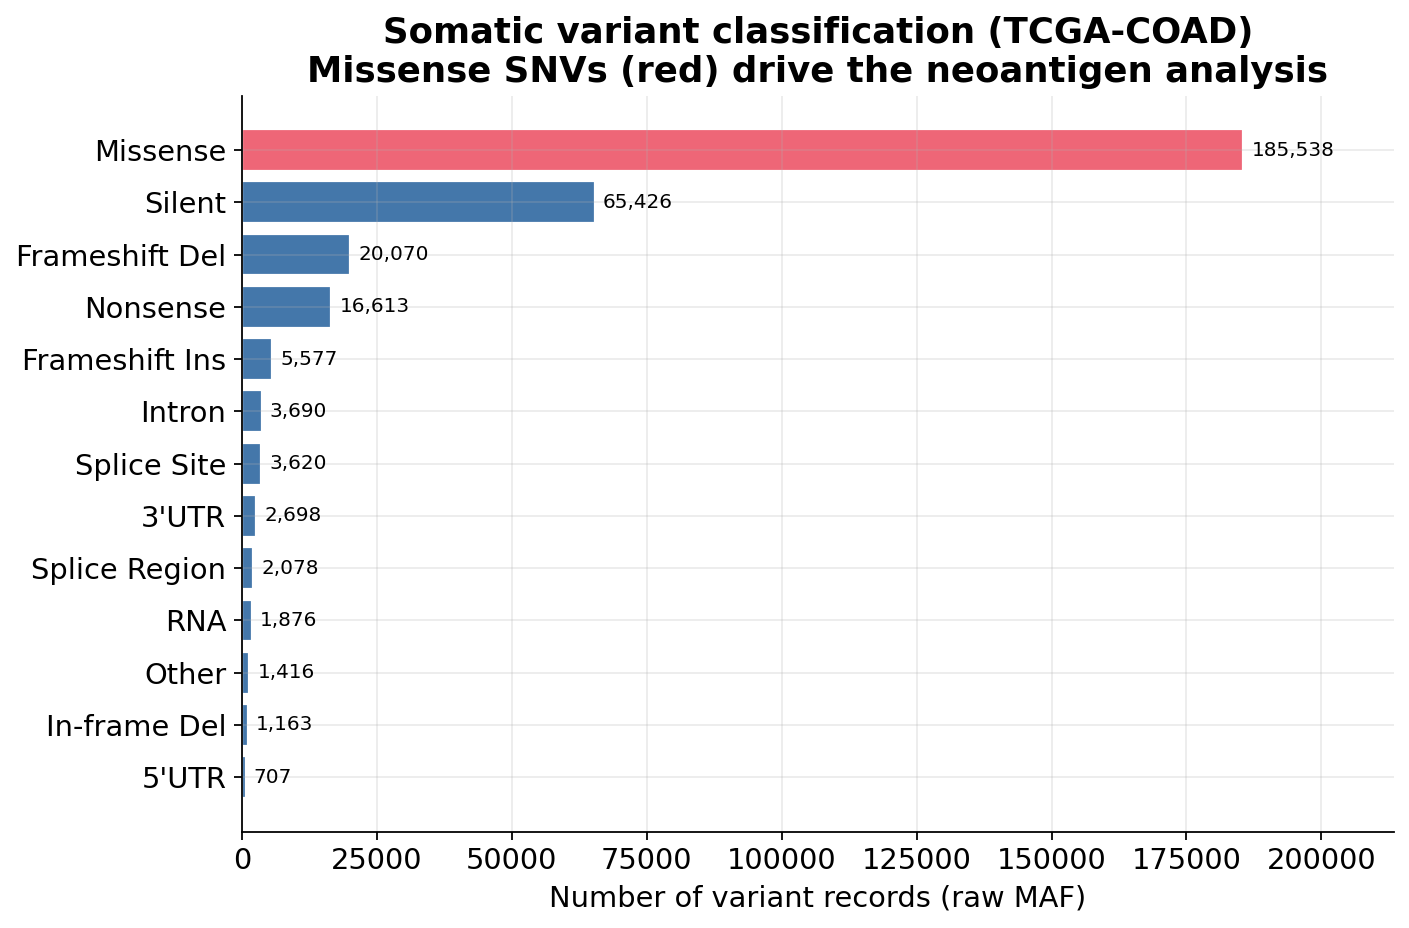 Somatic variant classification (TCGA-COAD)
Missense SNVs (red) drive the neoantigen analysis
Missense 185,538
Silent 65,426
Frameshift Del 20,070
Nonsense 16,613
Frameshift Ins 5,577
Intron 3,690
Splice Site 3,620
3'UTR 2,698
Splice Region 2,078
RNA 1,876
Other 1,416
In-frame Del 1,163
5'UTR 707
0 25000 50000 75000 100000 125000 150000 175000 200000
Number of variant records (raw MAF)